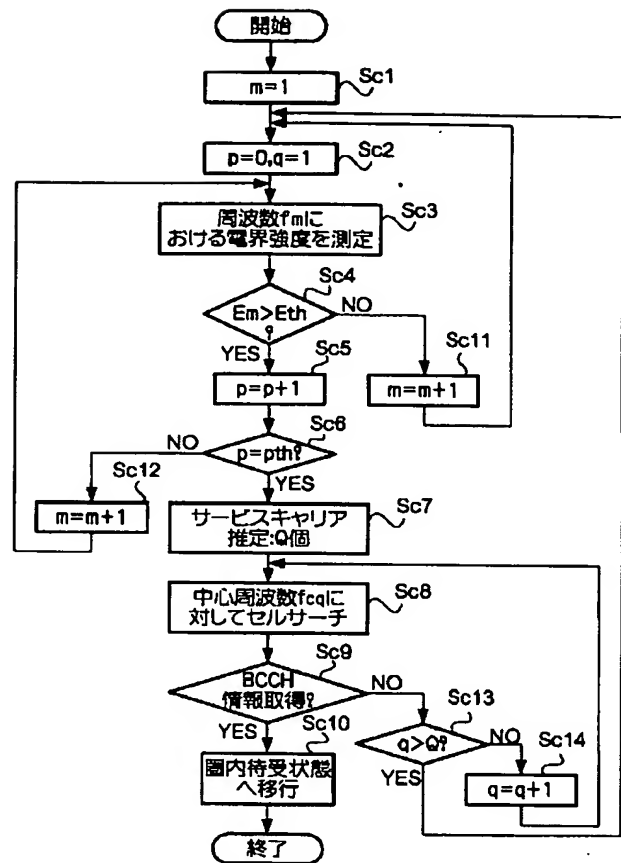 開始
m=1
Sc1
p=0,q=1
Sc2
周波数fmに
おける電界強度を測定
Sc3
Em>Eth
?
Sc4
NO
YES
Sc5
p=p+1
Sc11
m=m+1
p=pth?
Sc6
NO
YES
Sc12
m=m+1
サービスキャリア
推定:Q個
Sc7
中心周波数fcqに
対してセルサーチ
Sc8
BCCH
情報取得?
Sc9
NO
YES
Sc10
圏内待受状態
へ移行
q>Q?
Sc13
NO
YES
Sc14
q=q+1
終了